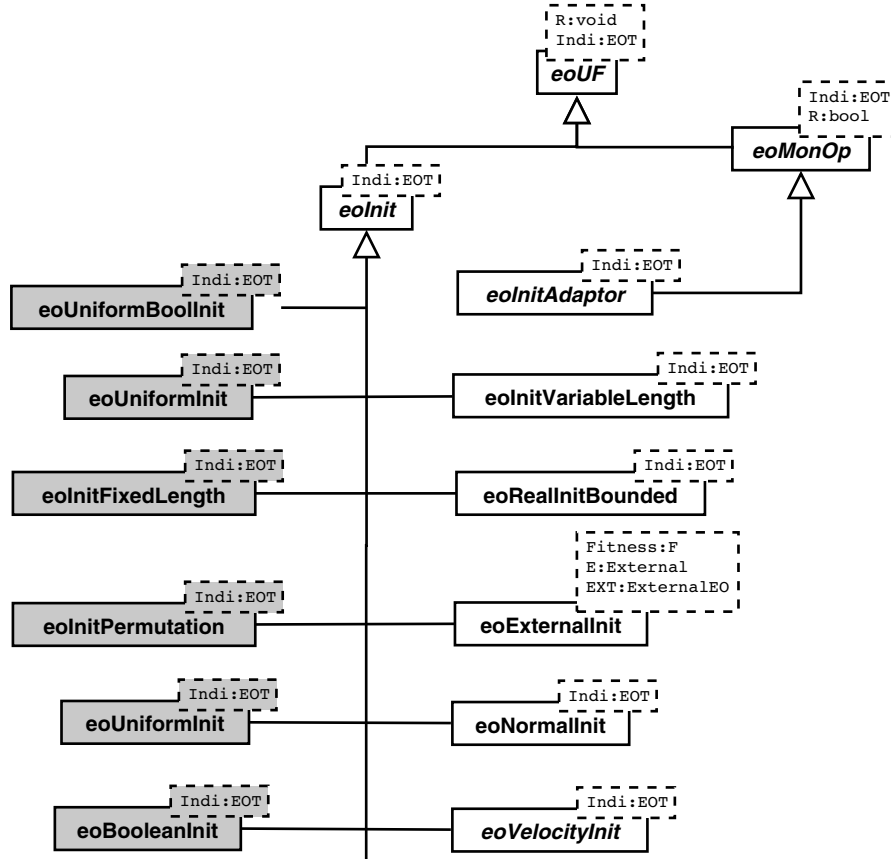 R:void
Indi:EOT
eoUF
Indi:EOT
R:bool
eoMonOp
Indi:EOT
eoInit
Indi:EOT
eoUniformBoolInit
Indi:EOT
eoInitAdaptor
Indi:EOT
eoUniformInit
Indi:EOT
eoInitVariableLength
Indi:EOT
eoInitFixedLength
Indi:EOT
eoRealInitBounded
Indi:EOT
eoInitPermutation
Fitness:F
E:External
EXT:ExternalEO
eoExternalInit
Indi:EOT
eoUniformInit
Indi:EOT
eoNormalInit
Indi:EOT
eoBooleanInit
Indi:EOT
eoVelocityInit